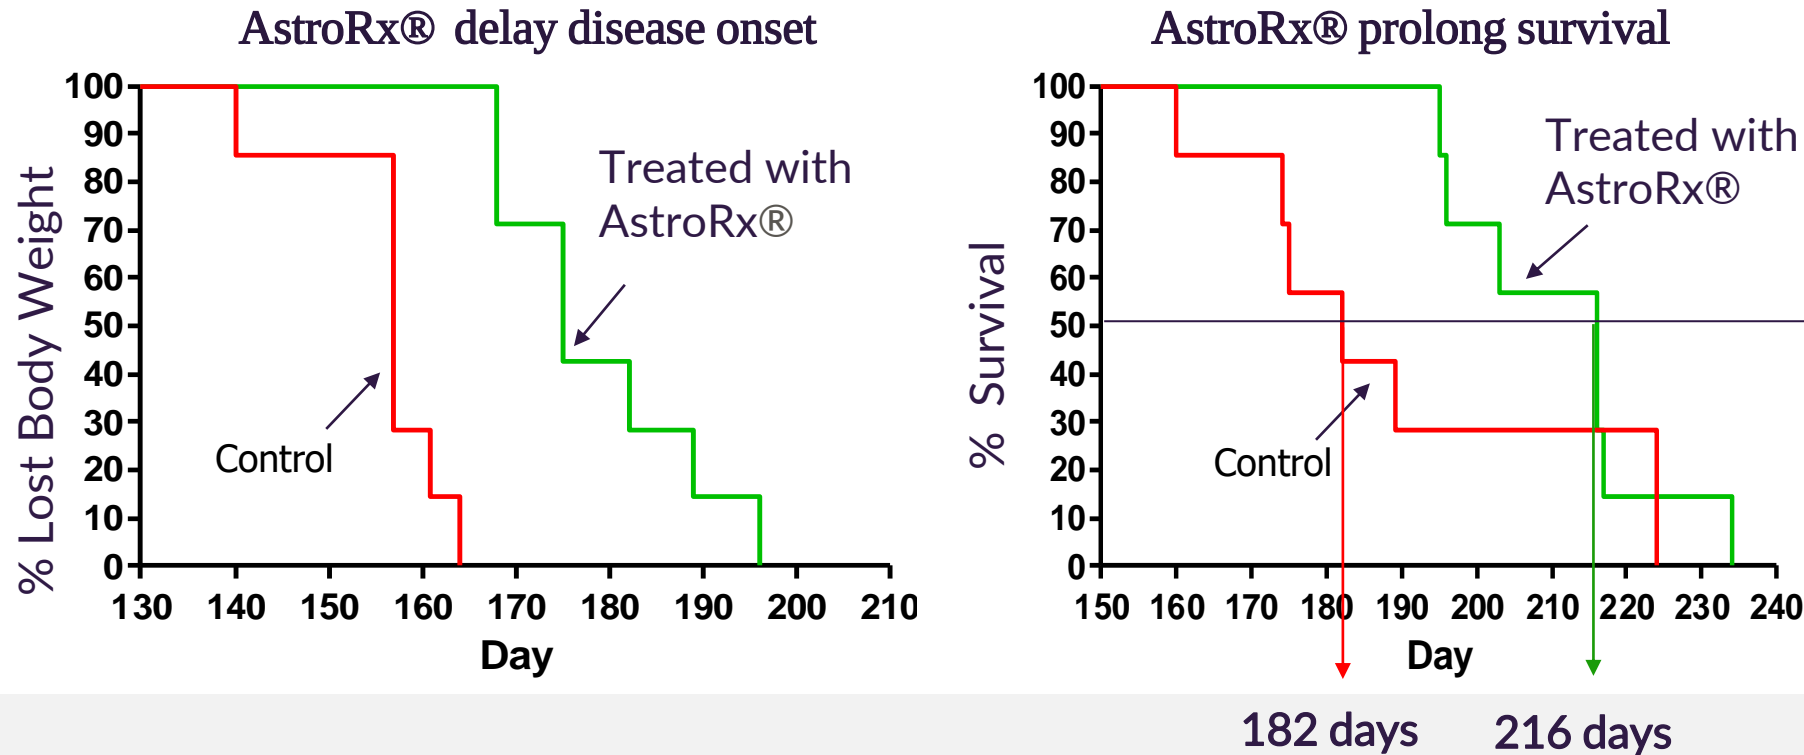 AstroRx® delay disease onset
% Lost Body Weight
100
90
80
70
60
50
40
30
20
10
0
Treated with
AstroRx®
Control
130 140 150 160 170 180 190 200 210
Day
AstroRx® prolong survival
% Survival
100
90
80
70
60
50
40
30
20
10
0
Treated with
AstroRx®
Control
150 160 170 180 190 200 210 220 230 240
Day
182 days
216 days